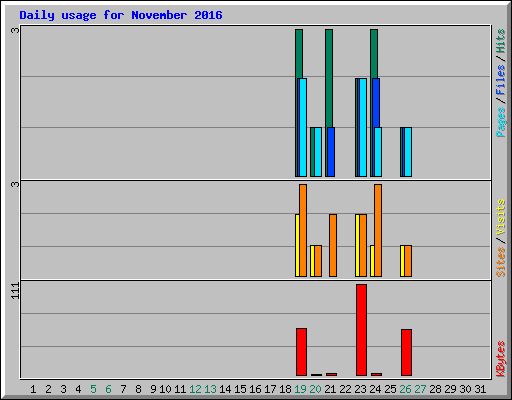 Daily usage for November 2016
3
Pages / Files / Hits
3
Sites / Visits
111
KBytes
1 2 3 4 5 6 7 8 9 10 11 12 13 14 15 16 17 18 19 20 21 22 23 24 25 26 27 28 29 30 31